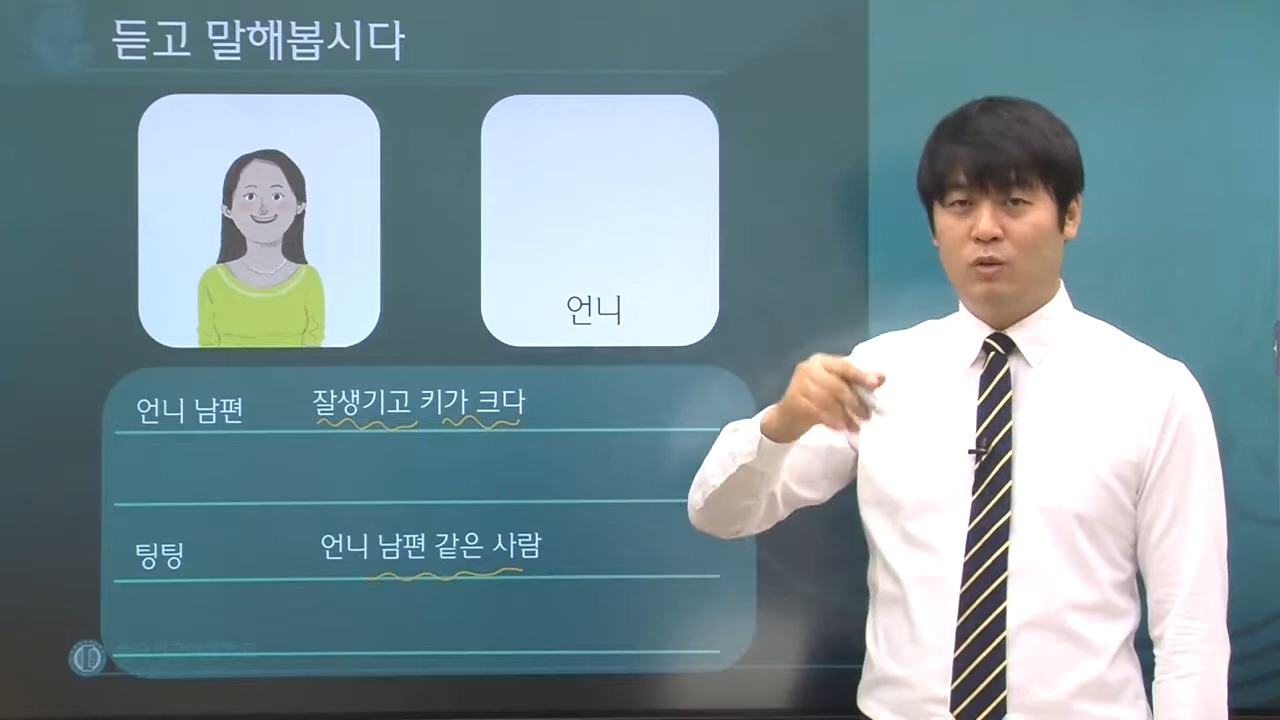 듣고 말해봅시다
언니
언니 남편 잘생기고 키가 크다
팅팅 언니 남편 같은 사람